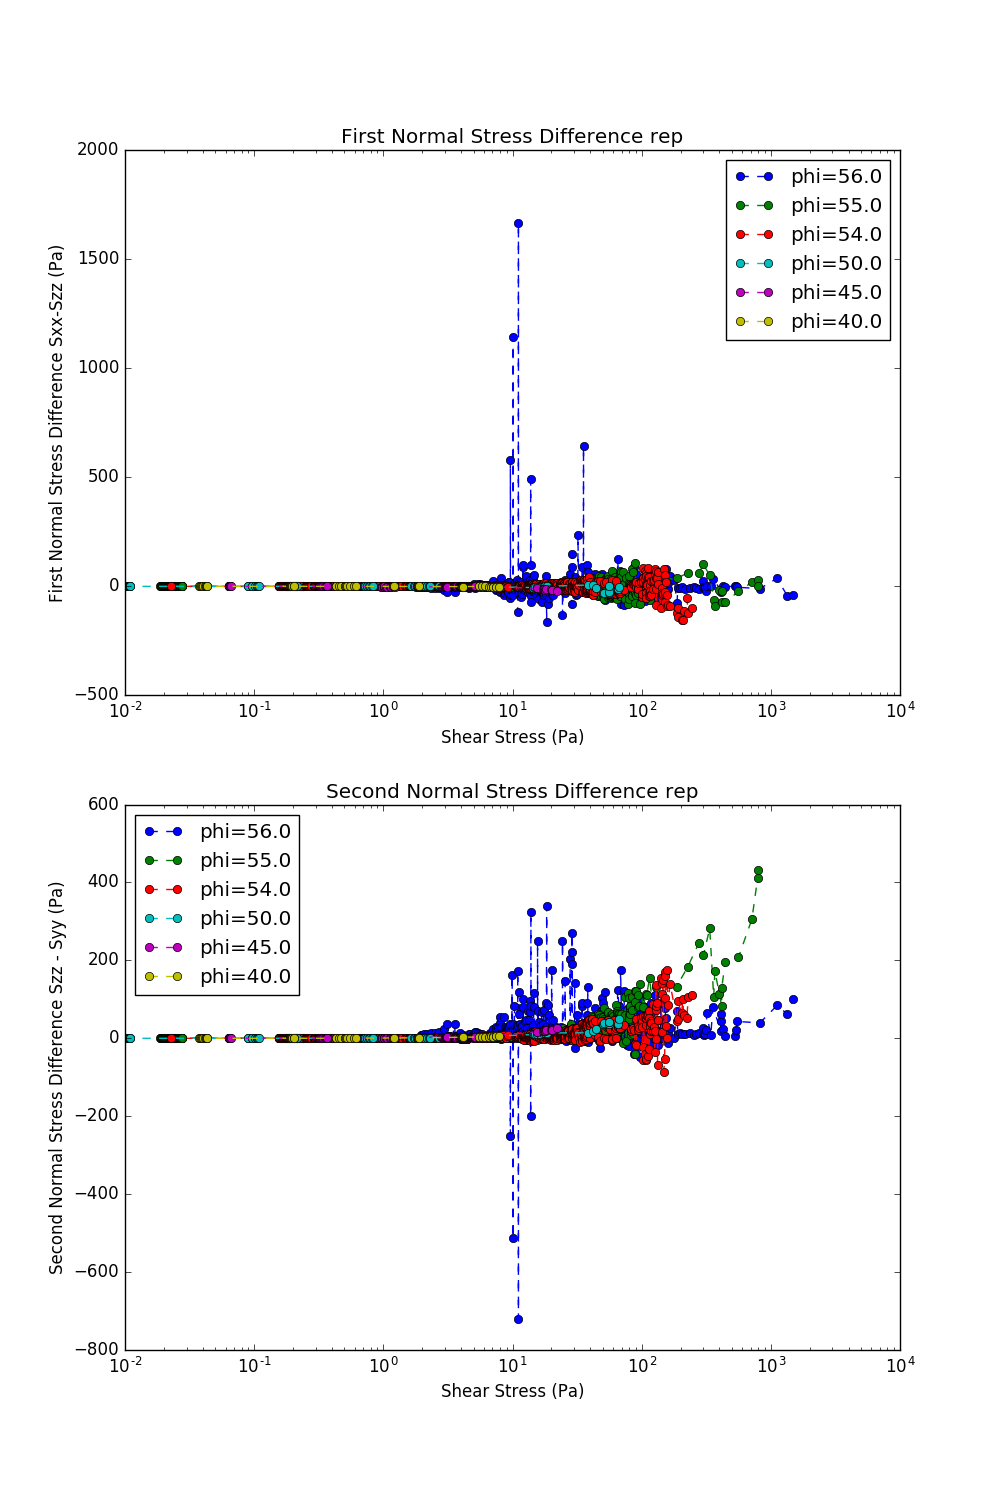 First Normal Stress Difference rep
2000
1500
1000
500
0
−500
First Normal Stress Difference Sxx-Szz (Pa)
phi=56.0
phi=55.0
phi=54.0
phi=50.0
phi=45.0
phi=40.0
10^-2 10^-1 10^0 10^1 10^2 10^3 10^4
Shear Stress (Pa)
Second Normal Stress Difference rep
600
400
200
0
−200
−400
−600
−800
Second Normal Stress Difference Szz - Syy (Pa)
phi=56.0
phi=55.0
phi=54.0
phi=50.0
phi=45.0
phi=40.0
10^-2 10^-1 10^0 10^1 10^2 10^3 10^4
Shear Stress (Pa)